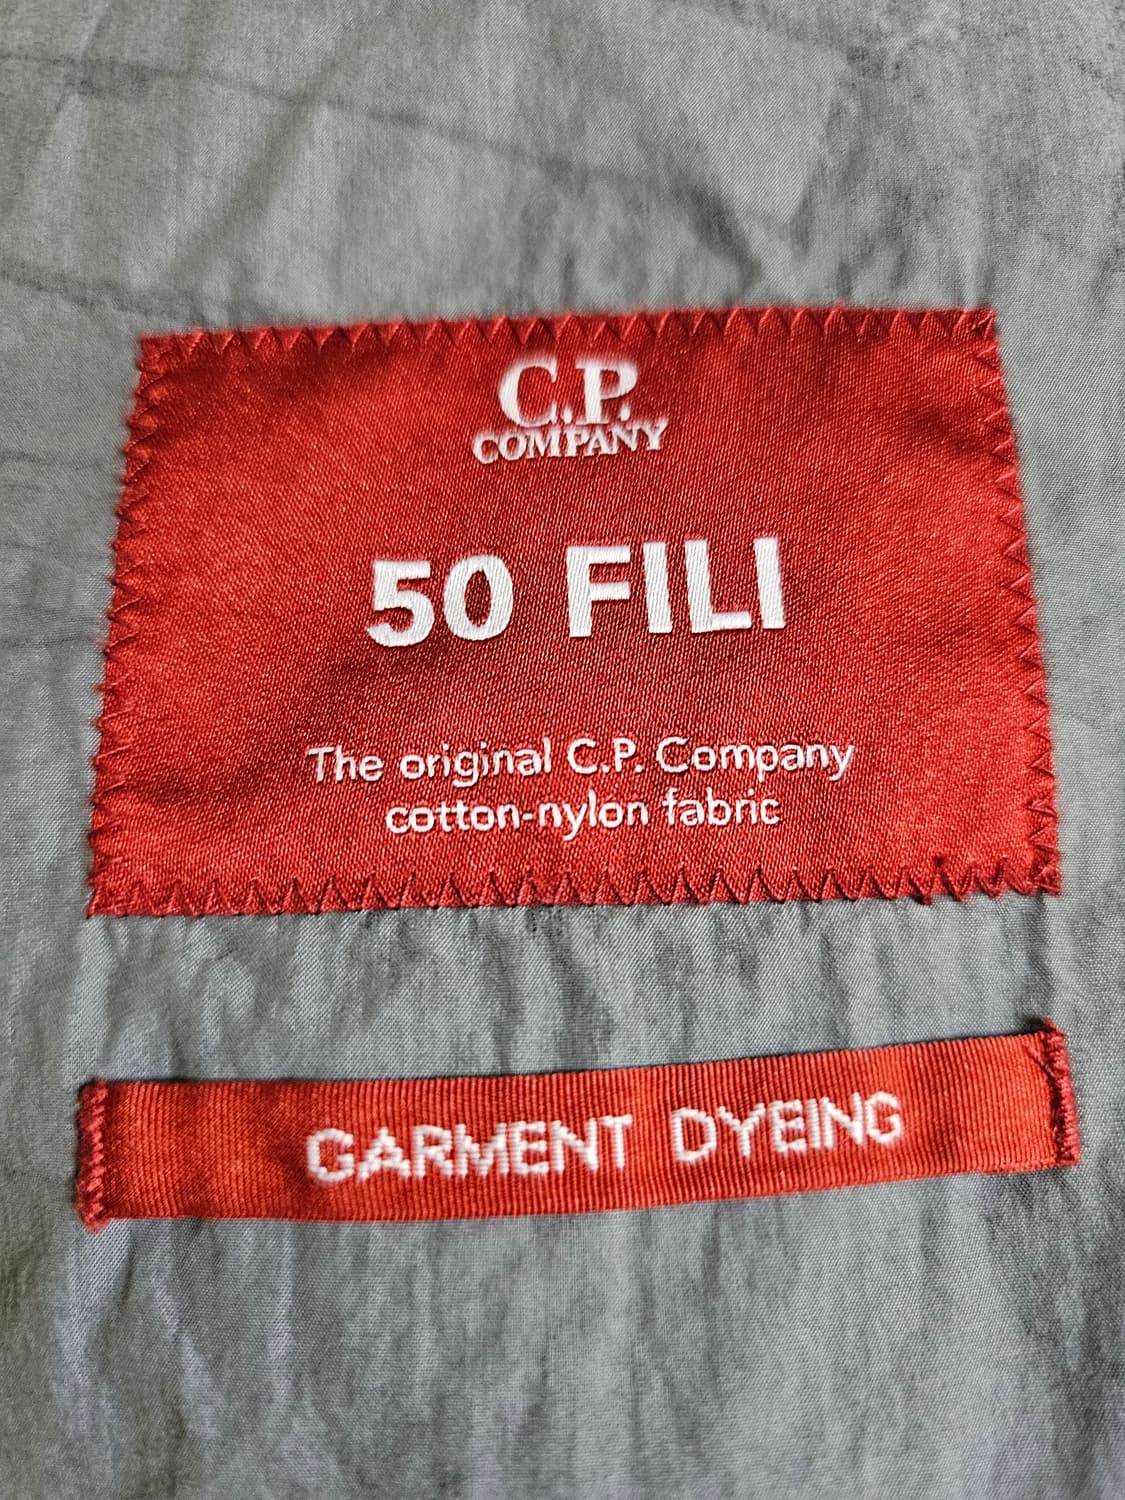 C.P.
COMPANY
50 FILI
The original C.P. Company
cotton-nylon fabric
GARMENT DYEING